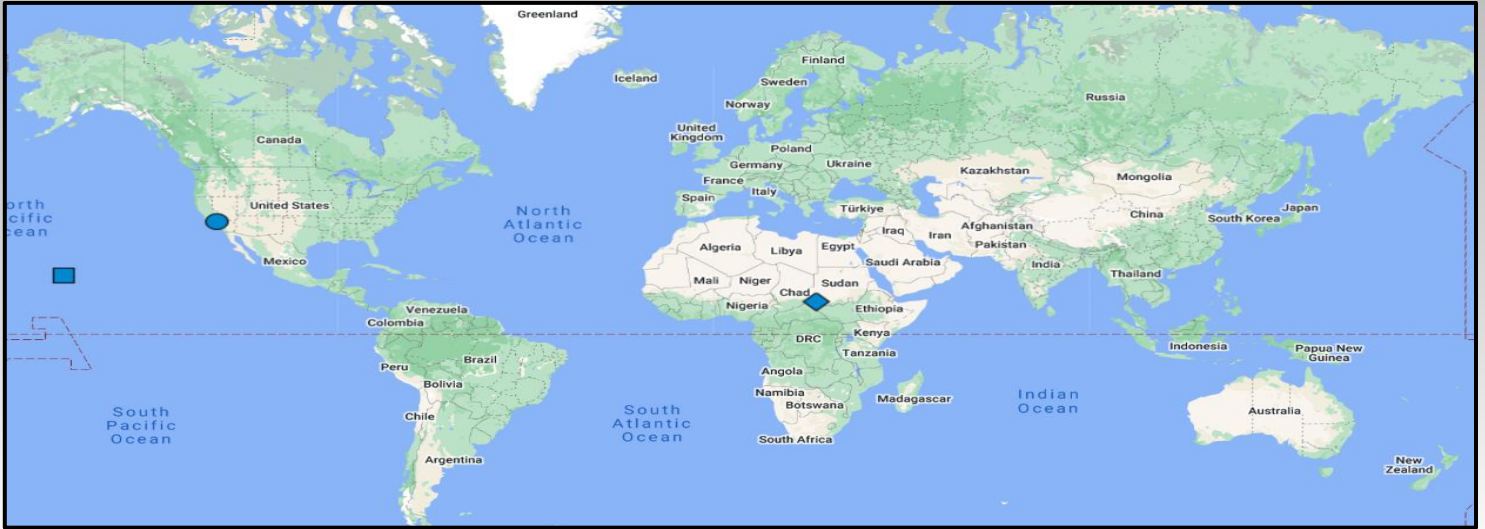 Greenland
Iceland
Finland
Sweden
Norway
Russia
United
Kingdom
Canada
Poland
Germany
Ukraine
Kazakhstan
France
Mongolia
Italy
Spain
United States
orth
cific
cean
North
Atlantic
Ocean
Türkiye
Japan
China
South Korea
Iraq
Iran
Afghanistan
Pakistan
Algeria
Libya
Egypt
Mexico
Saudi Arabia
India
Thailand
Mali
Niger
Chad
Sudan
Nigeria
Ethiopia
Venezuela
Colombia
DRC
Kenya
Tanzania
Indonesia
Papua New
Guinea
Brazil
Peru
Bolivia
Angola
Namibia
Botswana
Madagascar
Indian
Ocean
South
Pacific
Ocean
Chile
South
Atlantic
Ocean
Australia
South Africa
Argentina
New
Zealand